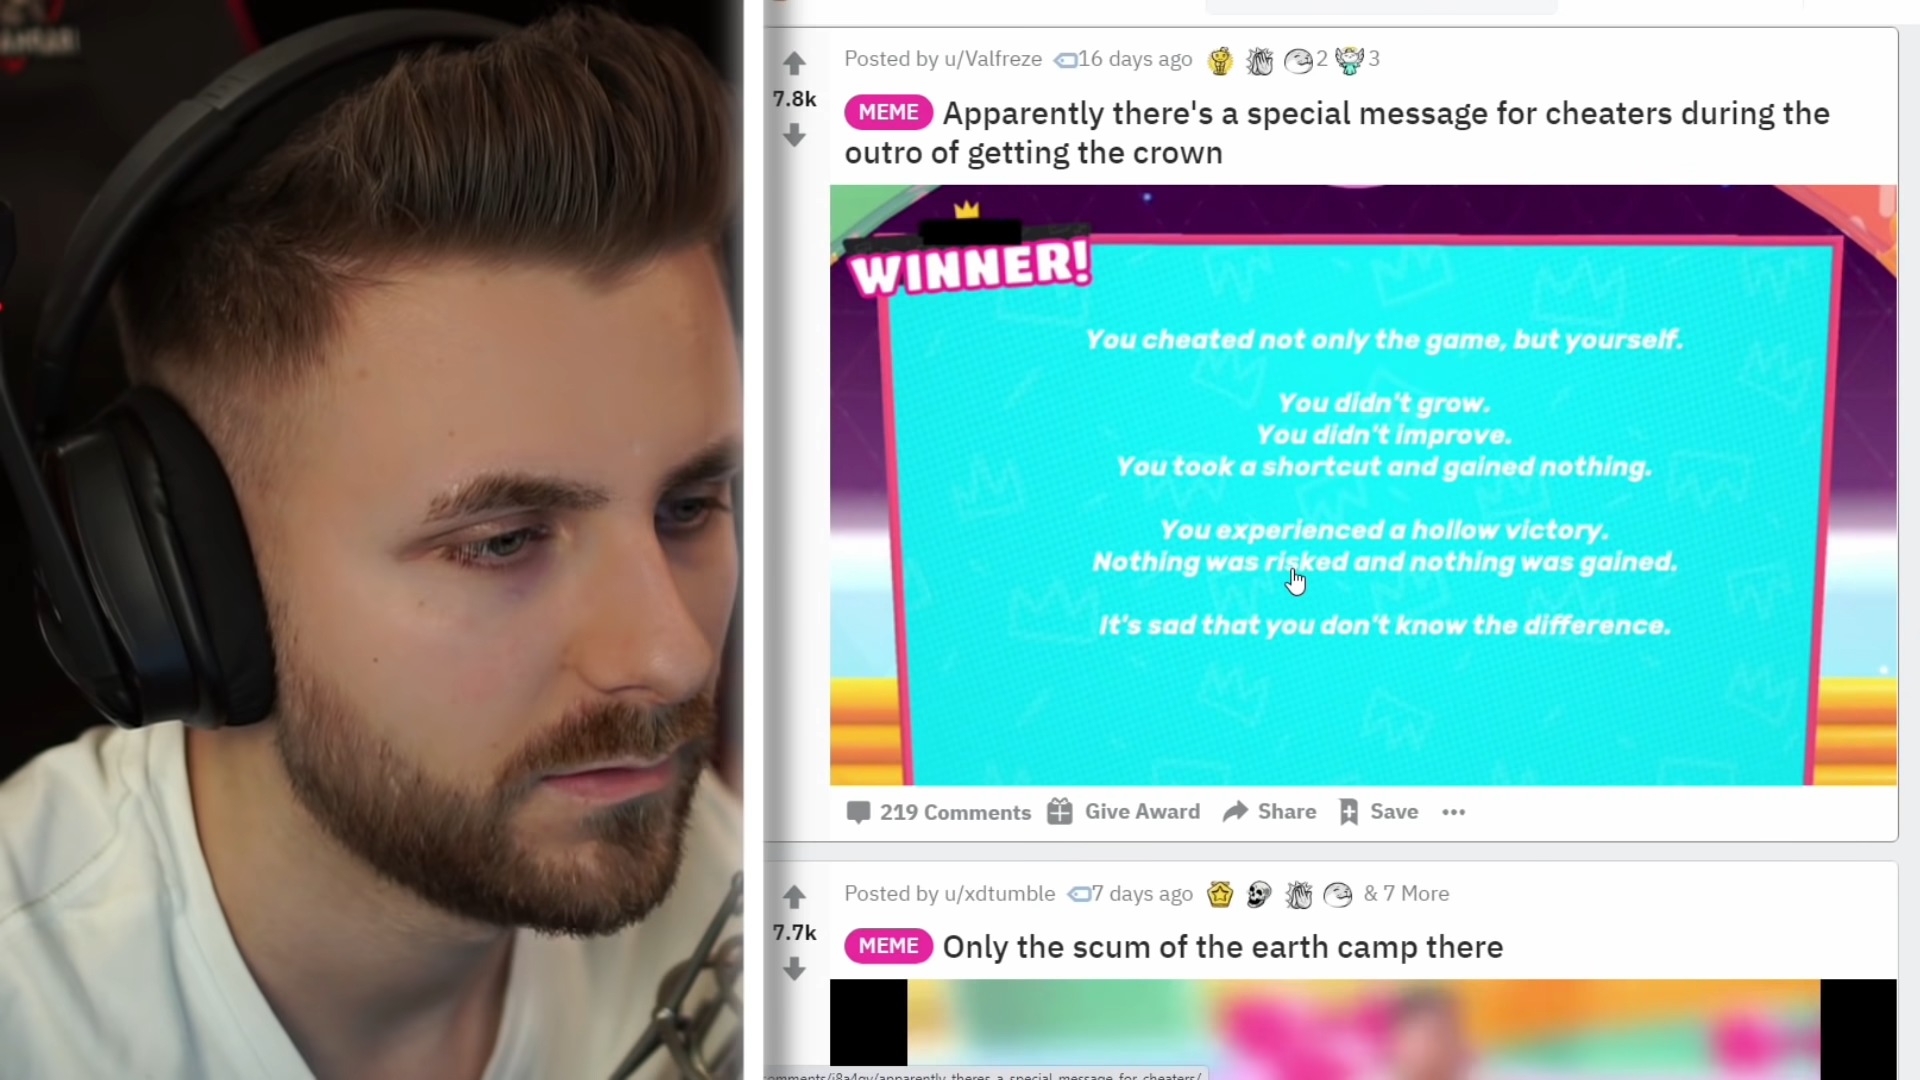 Posted by u/Valfreze 16 days ago 2 3
7.8k
MEME Apparently there's a special message for cheaters during the
outro of getting the crown
WINNER!
You cheated not only the game, but yourself.
You didn't grow.
You didn't improve.
You took a shortcut and gained nothing.
You experienced a hollow victory.
Nothing was risked and nothing was gained.
It's sad that you don't know the difference.
219 Comments Give Award Share Save
Posted by u/xdtumble 7 days ago & 7 More
7.7k
MEME Only the scum of the earth camp there